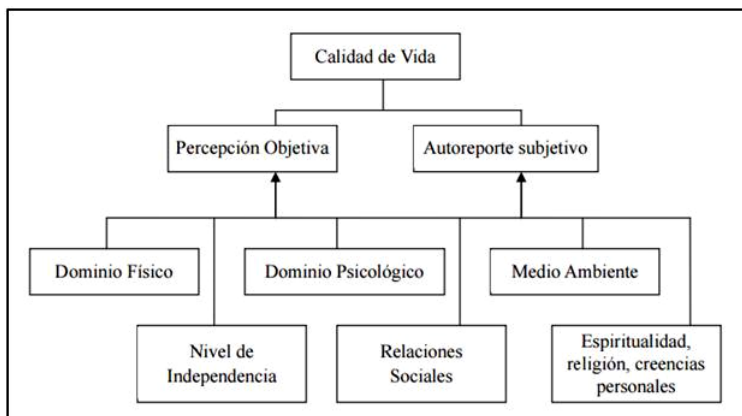 Calidad de Vida
Percepción Objetiva
Autoreporte subjetivo
Dominio Físico
Dominio Psicológico
Medio Ambiente
Nivel de
Independencia
Relaciones
Sociales
Espiritualidad,
religión, creencias
personales